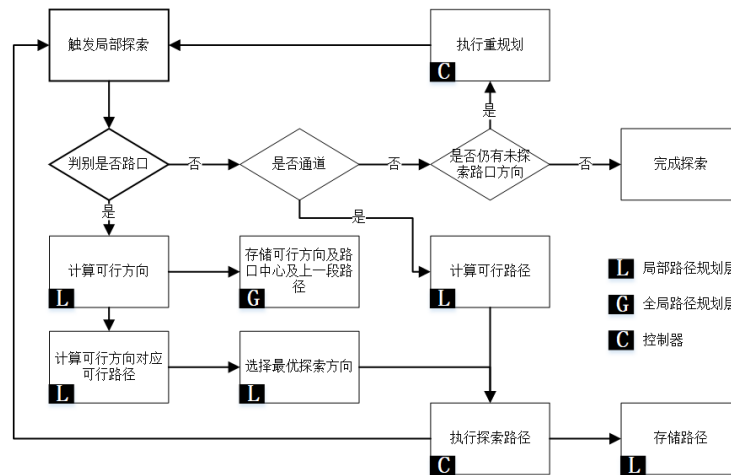 触发局部探索
执行重规划
C
是
判别是否路口
否
是否通道
否
是否仍有未探
索路口方向
否
完成探索
是
是
计算可行方向
L
存储可行方向及路
口中心及上一段路
径
G
计算可行路径
L
L
局部路径规划层
G
全局路径规划层
C
控制器
计算可行方向对应
可行路径
L
选择最优探索方向
L
执行探索路径
C
存储路径
L